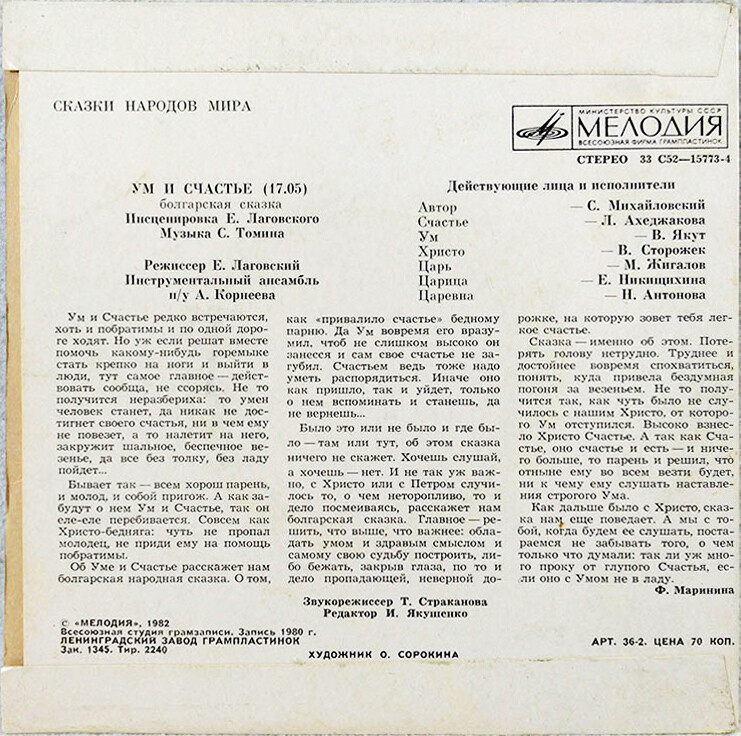 СКАЗКИ НАРОДОВ МИРА
МИНИСТЕРСТВО КУЛЬТУРЫ СССР
МЕЛОДИЯ
ВСЕСОЮЗНАЯ ФИРМА ГРАМПЛАСТИНОК
СТЕРЕО 33 С52—15773-4
УМ И СЧАСТЬЕ (17.05)
болгарская сказка
Инсценировка Е. Лаговского
Музыка С. Томина
Режиссер Е. Лаговский
Инструментальный ансамбль
п/у А. Корнеева
Действующие лица и исполнители
Автор — С. Михайловский
Счастье — Л. Ахеджакова
Ум — В. Якут
Христо — В. Сторожек
Царь — М. Жигалов
Царица — Е. Никищихина
Царевна — Н. Антонова
Ум и Счастье редко встречаются,
хоть и побратимы и по одной доро-
ге ходят. Но уж если решат вместе
помочь какому-нибудь горемыке
стать крепко на ноги и выйти в
люди, тут самое главное—действ-
вовать сообща, не ссорясь. Не то
получится неразбериха: то умен
человек станет, да никак не дос-
тигнет своего счастья, ни в чем ему
не повезет, а то налетит на него,
закружит шальное, беспечное ве-
зенье, да все без толку, без ладу
пойдет...
Бывает так—всем хорош парень,
и молод, и собой пригож. А как за-
будут о нем Ум и Счастье, так он
еле-еле перебивается. Совсем как
Христо-бедняга: чуть не пропал
молодец, не приди ему на помощь
побратимы.
Об Уме и Счастье расскажет нам
болгарская народная сказка. О том,
как «привалило счастье» бедному
парню. Да Ум вовремя его вразу-
мил, чтоб не слишком высоко он
занесся и сам свое счастье не за-
губил. Счастьем ведь тоже надо
уметь распорядиться. Иначе оно
как пришло, так и уйдет, только
о нем вспоминать и станешь, да
не вернешь...
Было это или не было и где бы-
ло—там или тут, об этом сказка
ничего не скажет. Хочешь слушай,
а хочешь—нет. И не так уж важ-
но, с Христо или с Петром случи-
лось то, о чем неторопливо, то и
дело посмеиваясь, расскажет нам
болгарская сказка. Главное—ре-
шить, что выше, что важнее: обла-
дать умом и здравым смыслом и
самому свою судьбу построить, ли-
бо бежать, закрыв глаза, по то и
дело пропадающей, неверной до-
рожке, на которую зовет тебя лег-
кое счастье.
Сказка—именно об этом. Поте-
рять голову нетрудно. Труднее и
достойнее вовремя спохватиться,
понять, куда привела бездумная
погоня за везеньем. Не то полу-
чится так, как чуть было не слу-
чилось с нашим Христо, от которо-
го Ум отступился. Высоко вознес-
ло Христо Счастье. А так как Сча-
стье, оно счастье и есть—и ниче-
го больше, то парень и решил, что
отныне ему во всем везти будет,
ни к чему ему слушать наставле-
ния строгого Ума.
Как дальше было с Христо, сказ-
ка нам еще поведает. А мы с то-
бой, когда будем ее слушать, поста-
раемся не забывать того, о чем
только что думали: так ли уж мно-
го проку от глупого Счастья, ес-
ли оно с Умом не в ладу.
Ф. Маринина
Звукорежиссер Т. Страканова
Редактор И. Якушенко
© «МЕЛОДИЯ», 1982
Всесоюзная студия грамзаписи. Запись 1980 г.
ЛЕНИНГРАДСКИЙ ЗАВОД ГРАМПЛАСТИНОК
Зак. 1345. Тир. 2240
АРТ. 36-2. ЦЕНА 70 КОП.
ХУДОЖНИК О. СОРОКИНА